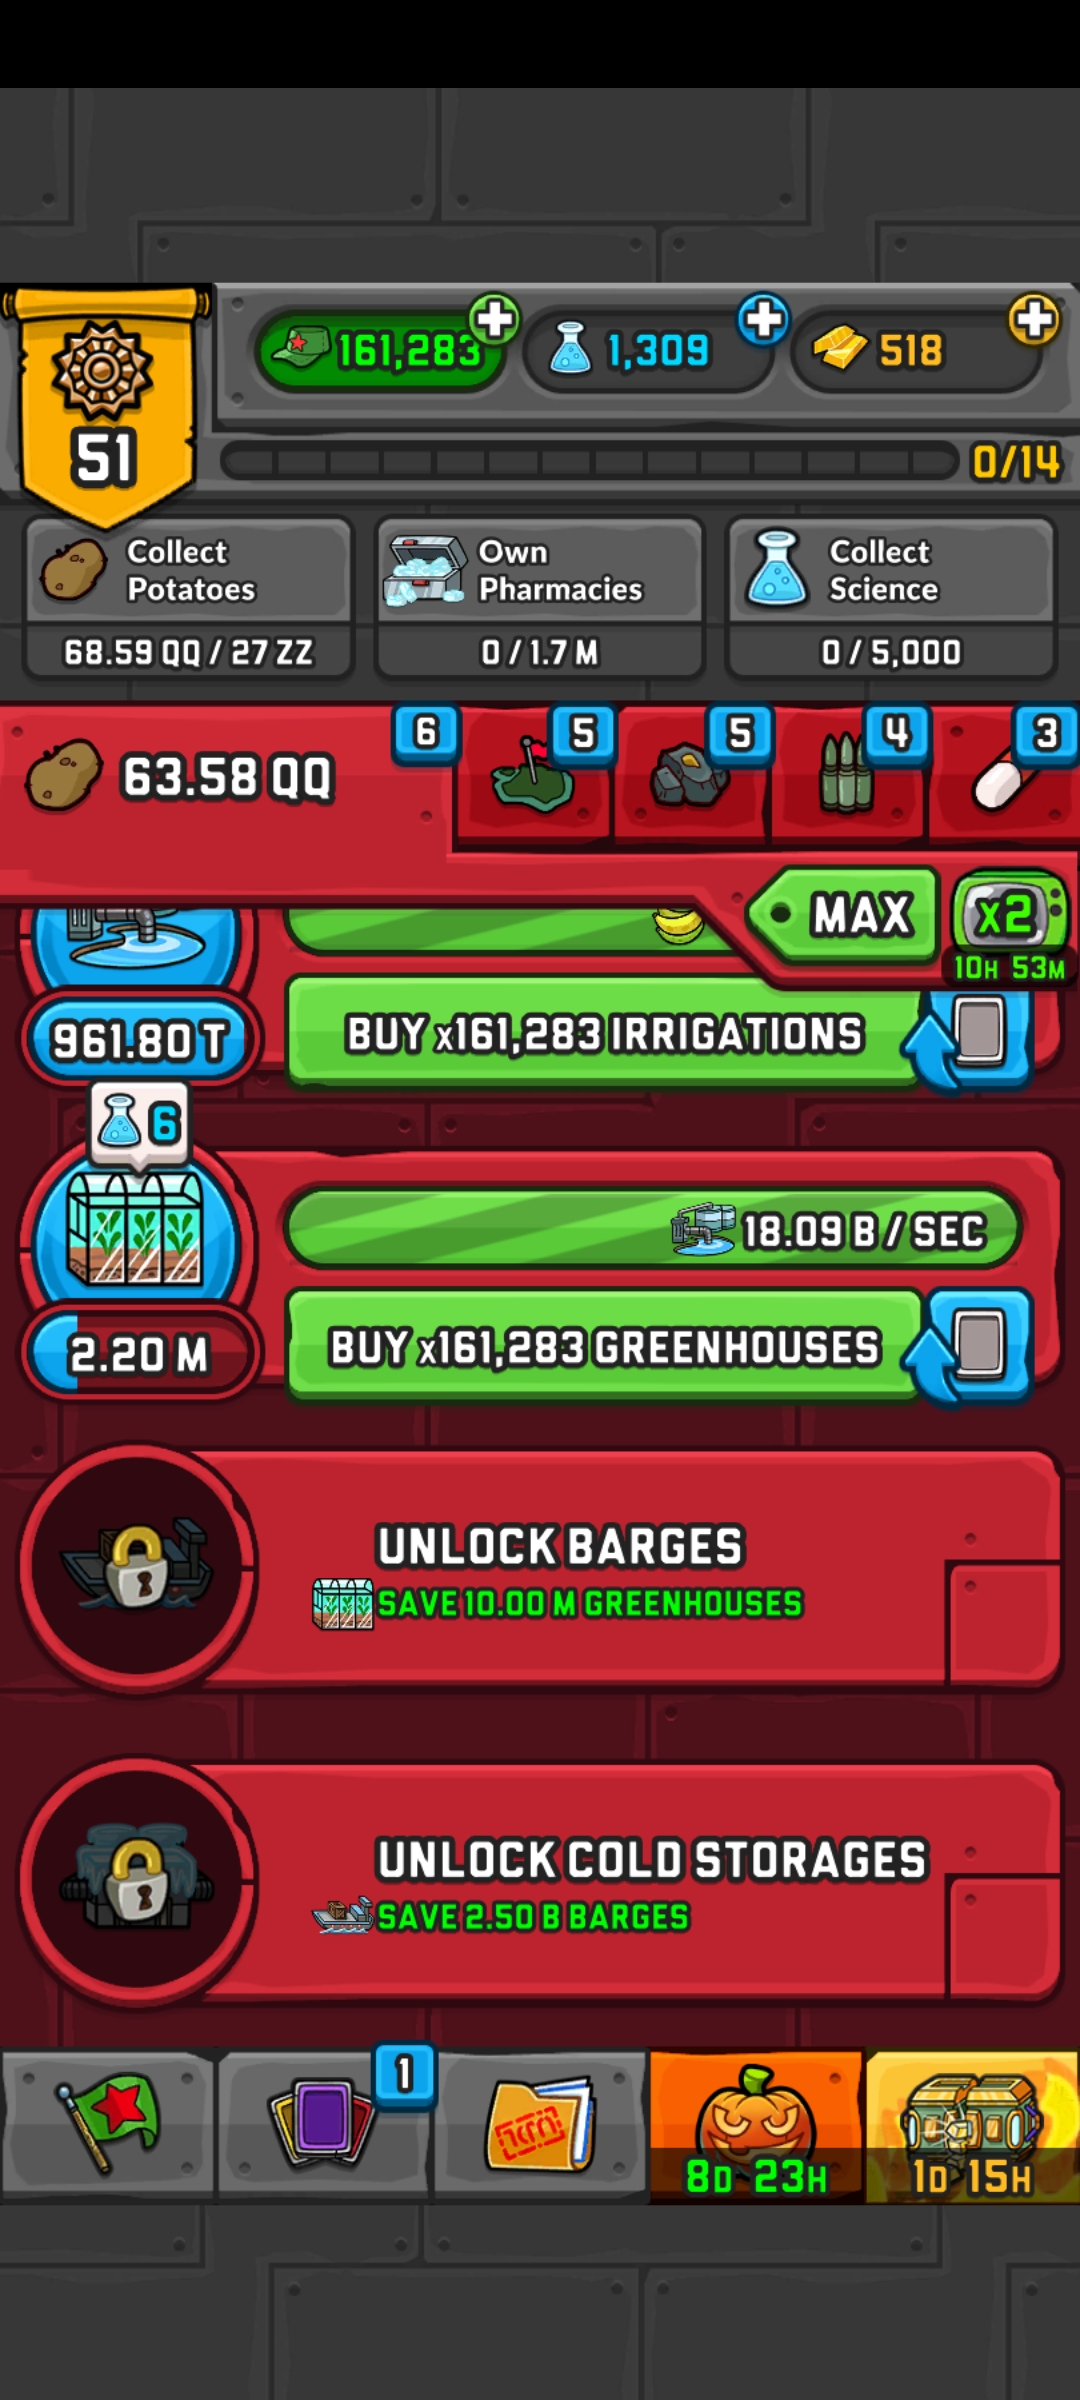 161,283
1,309
518
51
0/14
Collect
Potatoes
68.59 QQ / 27 ZZ
Own
Pharmacies
0 / 1.7 M
Collect
Science
0 / 5,000
63.58 QQ
6
5
5
4
3
MAX
x2
10H 53M
961.80 T
BUY x161,283 IRRIGATIONS
6
18.09 B / SEC
2.20 M
BUY x161,283 GREENHOUSES
UNLOCK BARGES
SAVE 10.00 M GREENHOUSES
UNLOCK COLD STORAGES
SAVE 2.50 B BARGES
1
8D 23H
1D 15H